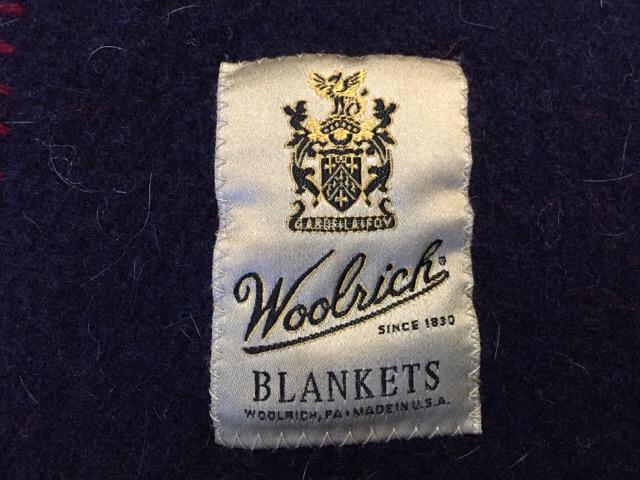 Woolrich®
SINCE 1830
BLANKETS
WOOLRICH, PA • MADE IN U.S.A.